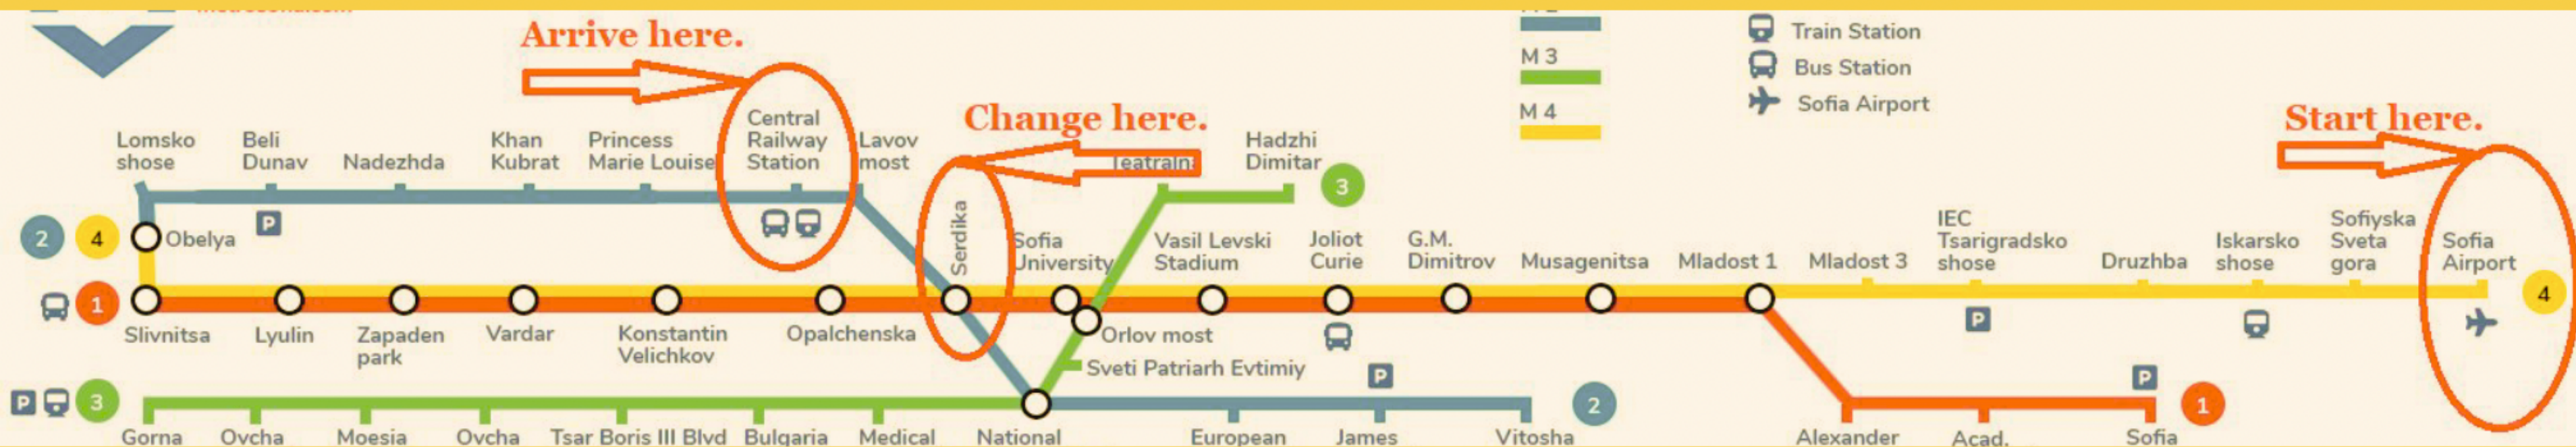 Arrive here.
M 3
M 4
Train Station
Bus Station
Sofia Airport
Start here.
Change here.
Lomsko
shose
Beli
Dunav
Nadezhda
Khan
Kubrat
Princess
Marie Louise
Central
Railway
Station
Lavov
most
Hadzhi
Dimitar
3
P
2
4
Obelya
Serdika
Sofia
University
Vasil Levski
Stadium
Joliot
Curie
G.M.
Dimitrov
Musagenitsa
Mladost 1
Mladost 3
IEC
Tsarigradsko
shose
Druzhba
Iskarsko
shose
Sofiyska
Sveta
gora
Sofia
Airport
4
1
Slivnitsa
Lyulin
Zapaden
park
Vardar
Konstantin
Velichkov
Opalchenska
Orlov most
P
Sveti Patriarh Evtimiy
P
P
P
3
2
1
Gorna
Ovcha
Moesia
Ovcha
Tsar Boris III Blvd
Bulgaria
Medical
National
European
James
Vitosha
Alexander
Acad.
Sofia